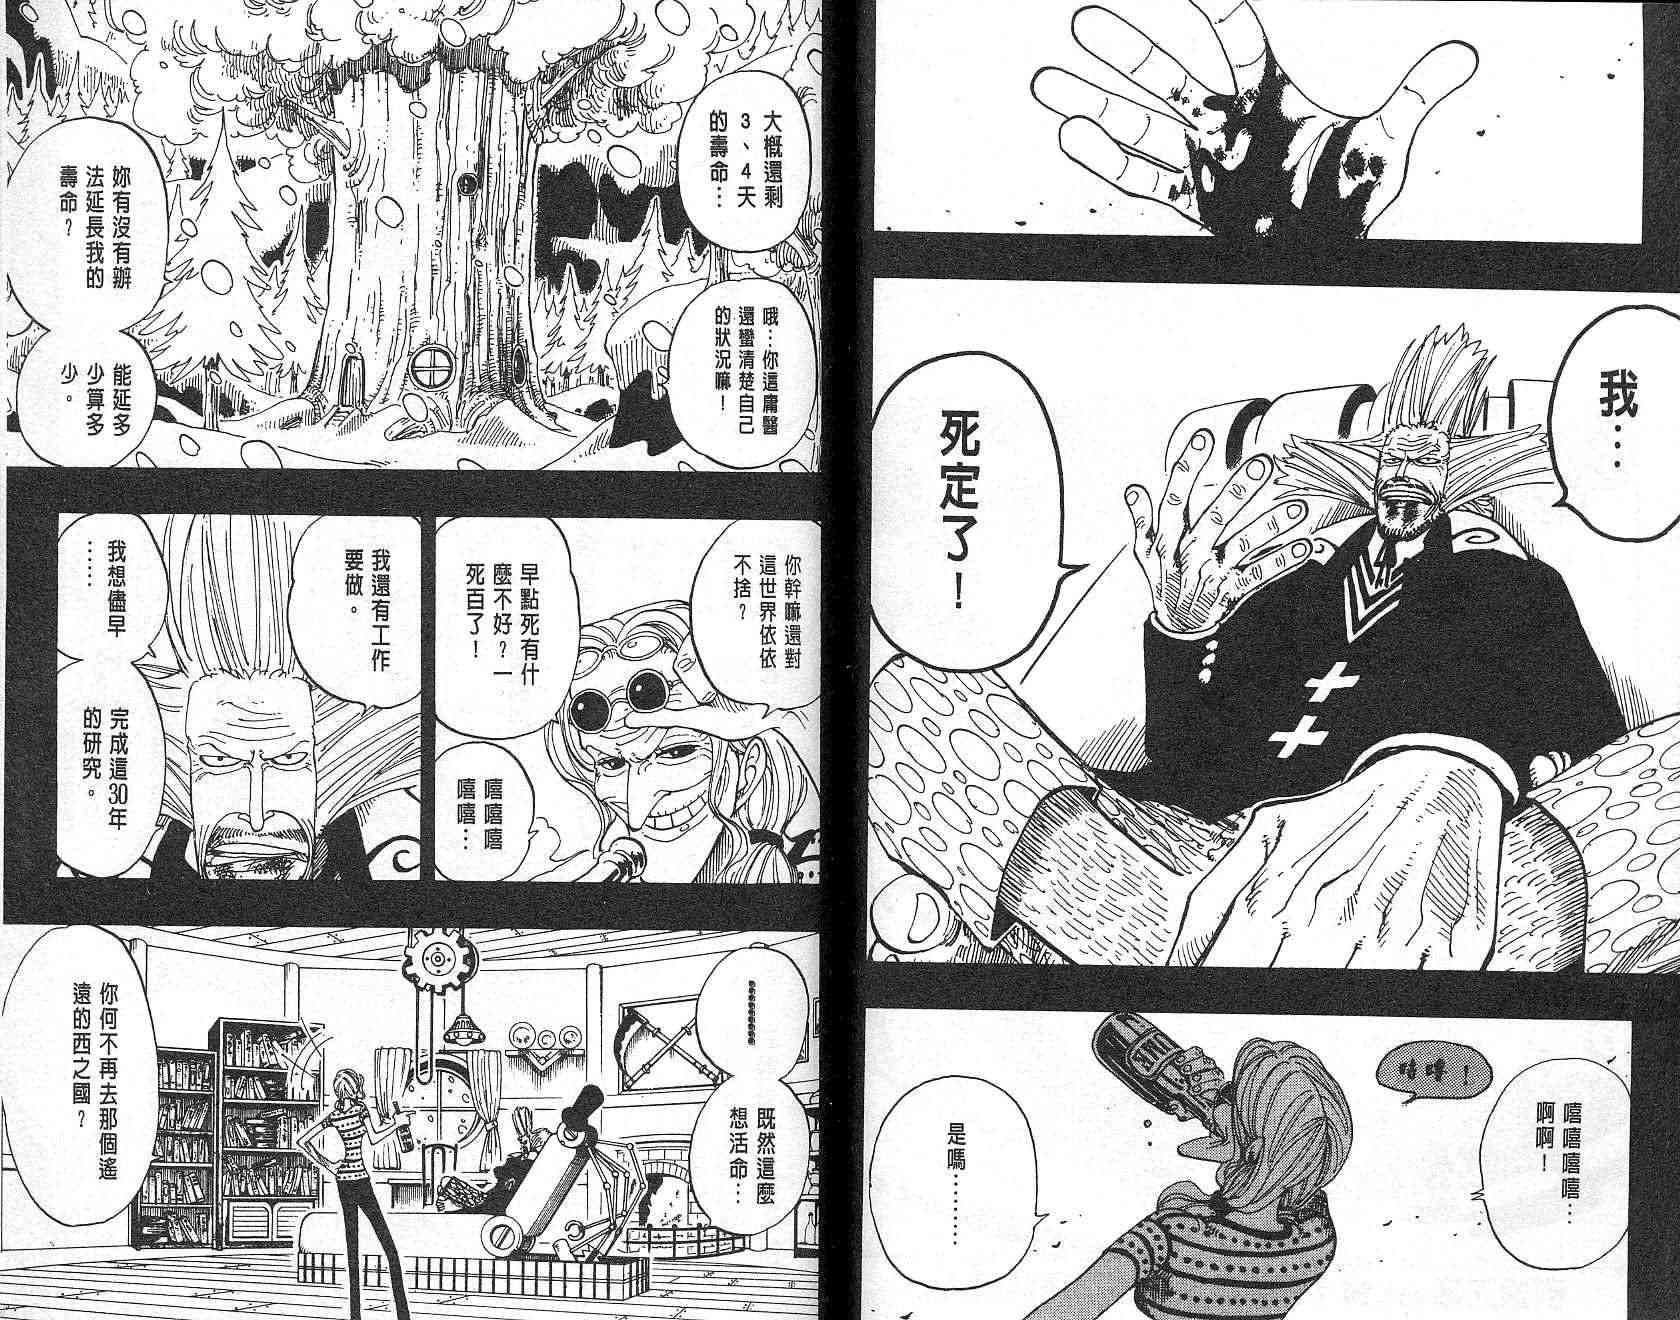 我…
死定了！
嘻嘻嘻嘻…
啊啊！
是嗎………
大概還剩
3、4天
的壽命…
哦…你這庸醫
還蠻清楚自己
的狀況嘛！
妳有沒有辦
法延長我的
壽命？
能延多
少算多
少。
你幹嘛還對
這世界依依
不捨？
早點死有什
麼不好？一
死百了！
嘻嘻嘻
嘻嘻…
我還有工作
要做。
我想儘早
……
完成這30年
的研究。
………
既然這麼
想活命…
你何不再去那個遙
遠的西之國？